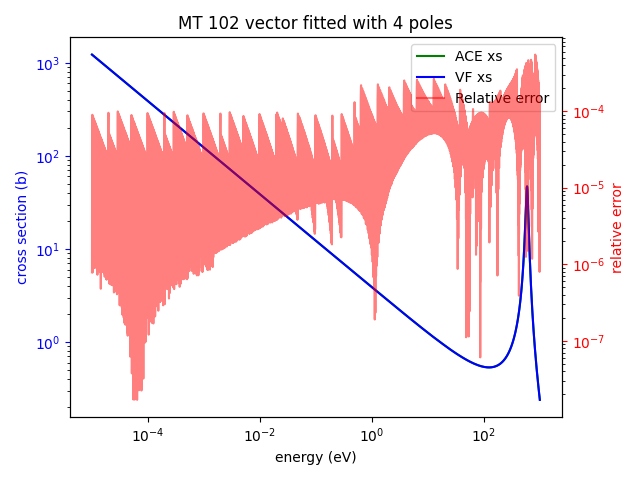 MT 102 vector fitted with 4 poles
ACE xs
VF xs
Relative error
cross section (b)
10³
10²
10¹
10⁰
relative error
10⁻⁴
10⁻⁵
10⁻⁶
10⁻⁷
10⁻⁴ 10⁻² 10⁰ 10²
energy (eV)